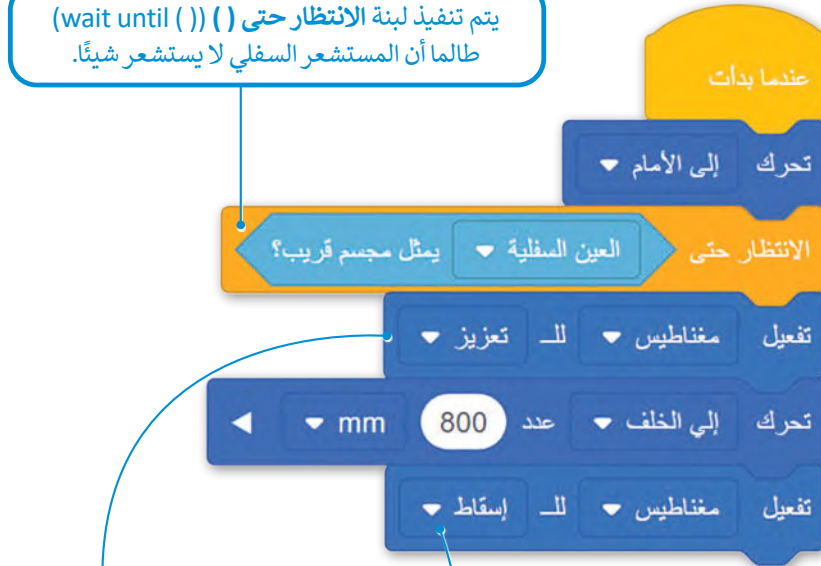 يتم تنفيذ لبنة الانتظار حتى ( ) (wait until ( ))
طالما أن المستشعر السفلي لا يستشعر شيئًا.
عندما بدأت
تحرك إلى الأمام
الانتظار حتى العين السفلية يمثل مجسم قريب؟
تفعيل مغناطيس للـ تعزيز
تحرك إلي الخلف عدد 800 mm
تفعيل مغناطيس للـ إسقاط